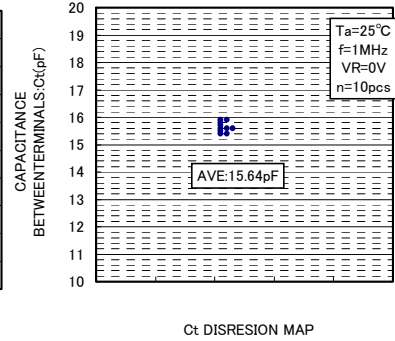 CAPACITANCE
BETWEENTERMINALS:Ct(pF)
20
19
18
17
16
15
14
13
12
11
10
Ta=25℃
f=1MHz
VR=0V
n=10pcs
AVE:15.64pF
Ct DISRESION MAP